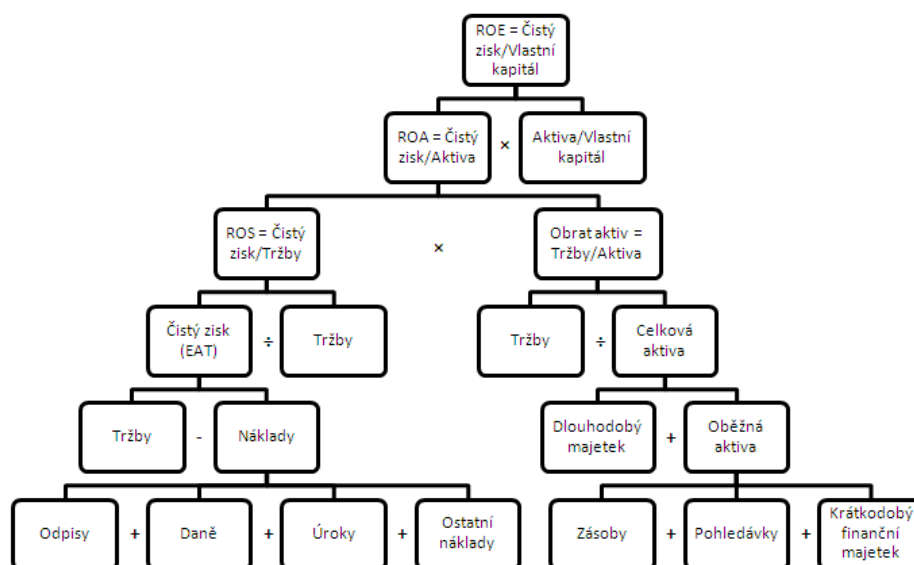 ROE = Čistý
zisk/Vlastní
kapitál
ROA = Čistý
zisk/Aktiva
×
Aktiva/Vlastní
kapitál
ROS = Čistý
zisk/Tržby
×
Obrat aktiv =
Tržby/Aktiva
Čistý zisk
(EAT)
÷
Tržby
Tržby
÷
Celková
aktiva
Tržby
-
Náklady
Dlouhodobý
majetek
+
Oběžná
aktiva
Odpisy
+
Daně
+
Úroky
+
Ostatní
náklady
Zásoby
+
Pohledávky
+
Krátkodobý
finanční
majetek